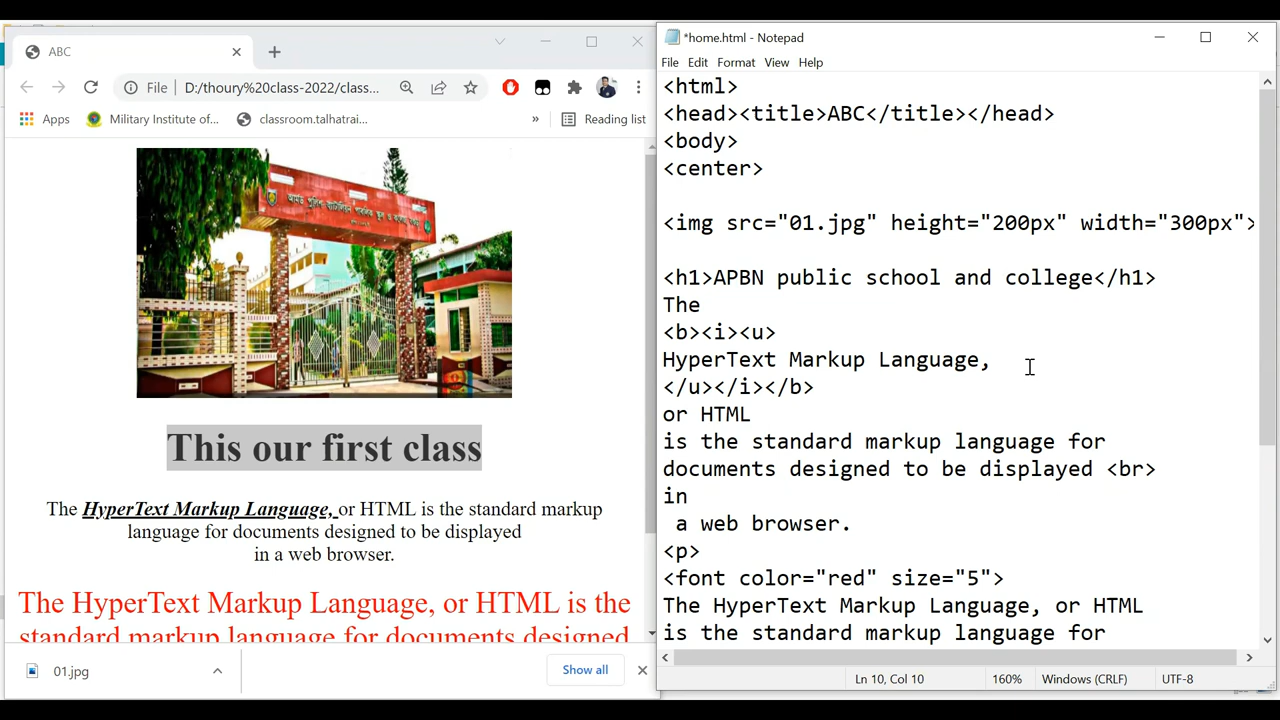 ABC
File
D:/thoury%20class-2022/class...
Apps
Military Institute of...
classroom.talhatrai...
»
Reading list
This our first class
The HyperText Markup Language, or HTML is the standard markup
language for documents designed to be displayed
in a web browser.
The HyperText Markup Language, or HTML is the
standard markup language for documents designed
01.jpg
Show all
*home.html - Notepad
File Edit Format View Help
<html>
<head><title>ABC</title></head>
<body>
<center>
<img src="01.jpg" height="200px" width="300px">
<h1>APBN public school and college</h1>
The
<b><i><u>
HyperText Markup Language,
</u></i></b>
or HTML
is the standard markup language for
documents designed to be displayed <br>
in
a web browser.
<p>
<font color="red" size="5">
The HyperText Markup Language, or HTML
is the standard markup language for
Ln 10, Col 10
160%
Windows (CRLF)
UTF-8